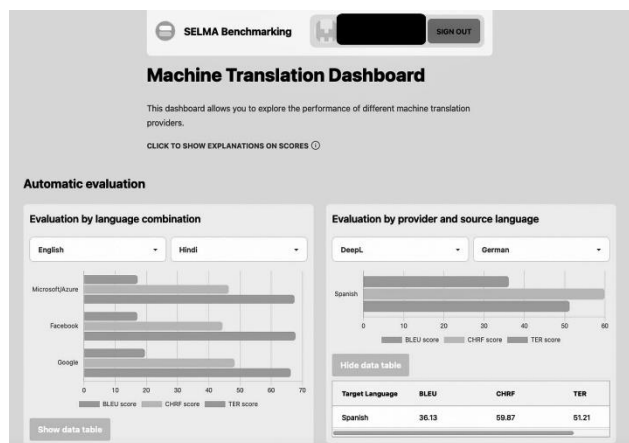 SELMA Benchmarking
SIGN OUT
Machine Translation Dashboard
This dashboard allows you to explore the performance of different machine translation
providers.
CLICK TO SHOW EXPLANATIONS ON SCORES
Automatic evaluation
Evaluation by language combination
English
Hindi
Microsoft/Azure
Facebook
Google
0 10 20 30 40 50 60 70
BLEU score CHRF score TER score
Show data table
Evaluation by provider and source language
DeepL
German
Spanish
0 10 20 30 40 50 60
BLEU score CHRF score TER score
Hide data table
Target Language BLEU CHRF TER
Spanish 36.13 59.87 51.21